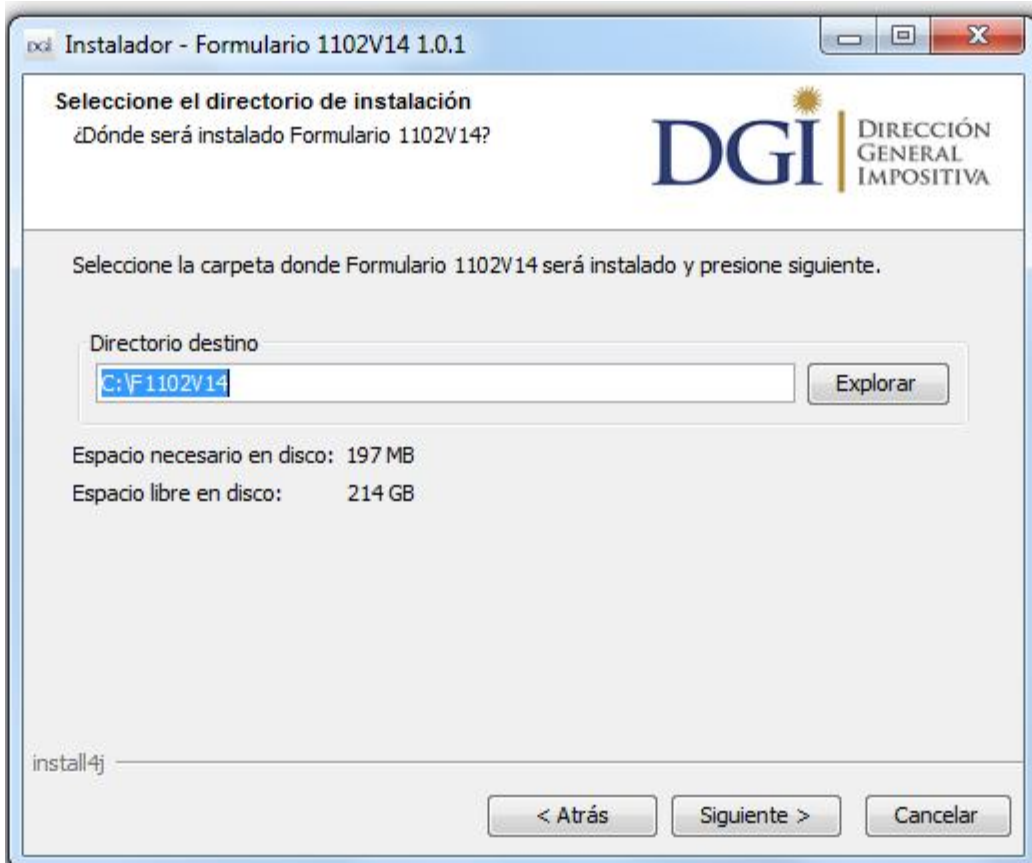 DGI Instalador - Formulario 1102V14 1.0.1
Seleccione el directorio de instalación
¿Dónde será instalado Formulario 1102V14?
DGI
DIRECCIÓN
GENERAL
IMPOSITIVA
Seleccione la carpeta donde Formulario 1102V14 será instalado y presione siguiente.
Directorio destino
C:\F1102V14
Explorar
Espacio necesario en disco: 197 MB
Espacio libre en disco: 214 GB
install4j
< Atrás
Siguiente >
Cancelar